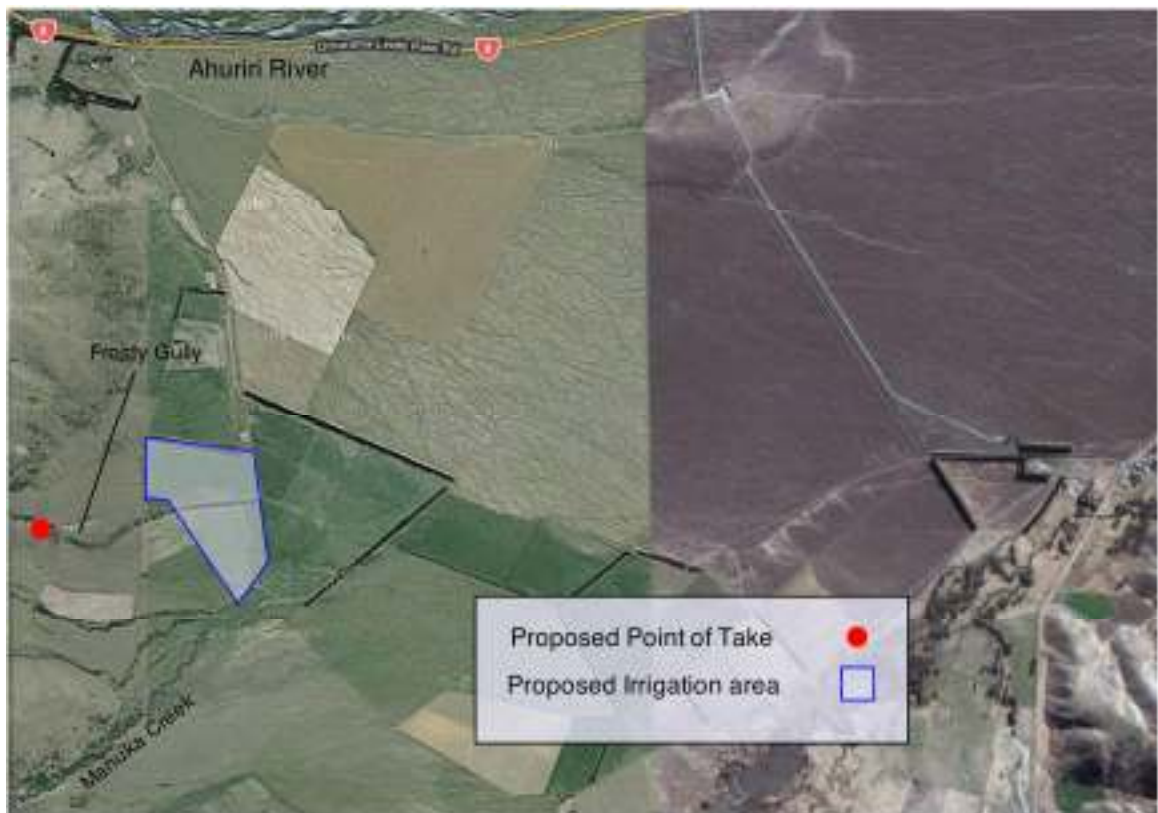 8
8
Ahuriri River
Frosty Gully
Proposed Point of Take
Proposed Irrigation area
Manuka Creek